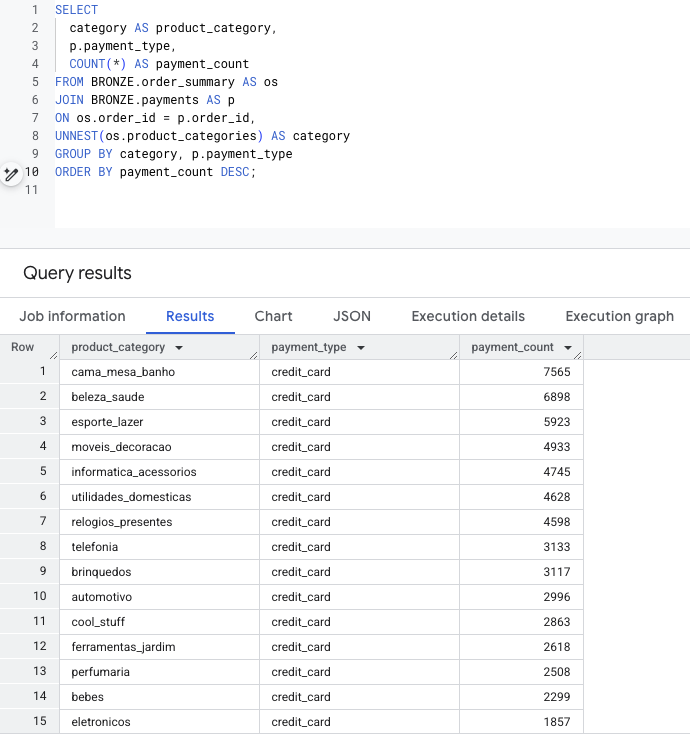 1 SELECT
2 category AS product_category,
3 p.payment_type,
4 COUNT(*) AS payment_count
5 FROM BRONZE.order_summary AS os
6 JOIN BRONZE.payments AS p
7 ON os.order_id = p.order_id,
8 UNNEST(os.product_categories) AS category
9 GROUP BY category, p.payment_type
10 ORDER BY payment_count DESC;
11
Query results
Job information Results Chart JSON Execution details Execution graph
Row product_category payment_type payment_count
1 cama_mesa_banho credit_card 7565
2 beleza_saude credit_card 6898
3 esporte_lazer credit_card 5923
4 moveis_decoracao credit_card 4933
5 informatica_acessorios credit_card 4745
6 utilidades_domesticas credit_card 4628
7 relogios_presentes credit_card 4598
8 telefonia credit_card 3133
9 brinquedos credit_card 3117
10 automotivo credit_card 2996
11 cool_stuff credit_card 2863
12 ferramentas_jardim credit_card 2618
13 perfumaria credit_card 2508
14 bebes credit_card 2299
15 eletronicos credit_card 1857